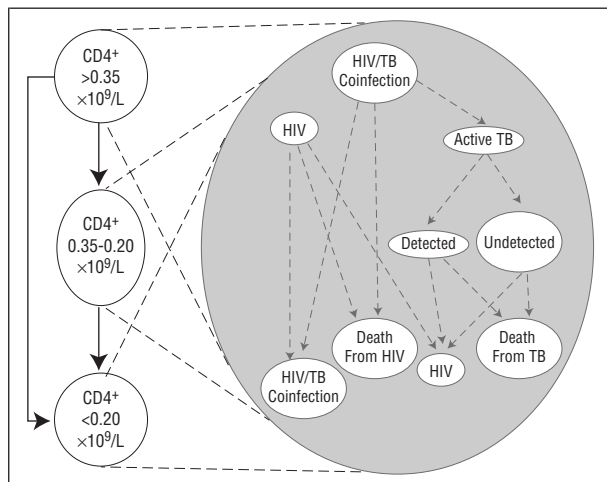 CD4+
>0.35
×10⁹/L
CD4+
0.35-0.20
×10⁹/L
CD4+
<0.20
×10⁹/L
HIV/TB
Coinfection
HIV
Active TB
Detected
Undetected
Death
From HIV
HIV
Death
From TB
HIV/TB
Coinfection